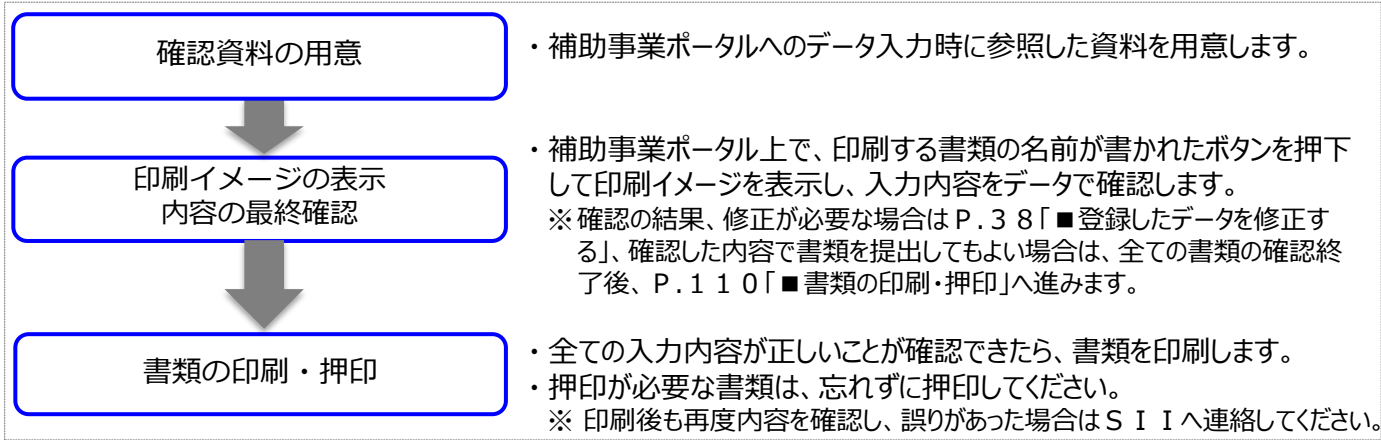 確認資料の用意
・補助事業ポータルへのデータ入力時に参照した資料を用意します。
印刷イメージの表示
内容の最終確認
・補助事業ポータル上で、印刷する書類の名前が書かれたボタンを押下
して印刷イメージを表示し、入力内容をデータで確認します。
※確認の結果、修正が必要な場合はP.38「■登録したデータを修正す
る」、確認した内容で書類を提出してもよい場合は、全ての書類の確認終
了後、P.110「■書類の印刷・押印」へ進みます。
書類の印刷・押印
・全ての入力内容が正しいことが確認できたら、書類を印刷します。
・押印が必要な書類は、忘れずに押印してください。
※ 印刷後も再度内容を確認し、誤りがあった場合はSIIへ連絡してください。